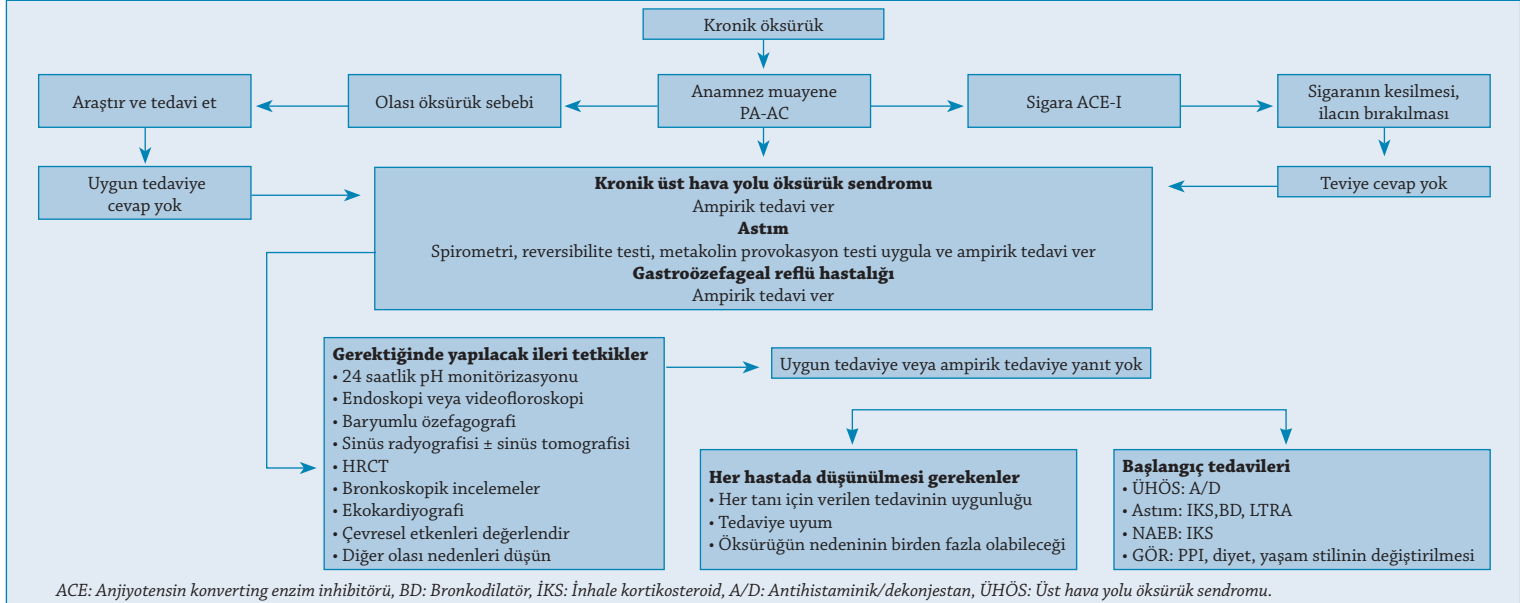 Kronik öksürük
Araştır ve tedavi et
Olası öksürük sebebi
Anamnez muayene
PA-AC
Sigara ACE-I
Sigaranın kesilmesi,
ilacın bırakılması
Uygun tedaviye
cevap yok
Kronik üst hava yolu öksürük sendromu
Ampirik tedavi ver
Astım
Spirometri, reversibilite testi, metakolin provokasyon testi uygula ve ampirik tedavi ver
Gastroözefageal reflü hastalığı
Ampirik tedavi ver
Teviye cevap yok
Gerektiğinde yapılacak ileri tetkikler
• 24 saatlik pH monitörizasyonu
• Endoskopi veya videofloroskopi
• Baryumlu özefagografi
• Sinüs radyografisi ± sinüs tomografisi
• HRCT
• Bronkoskopik incelemeler
• Ekokardiyografi
• Çevresel etkenleri değerlendir
• Diğer olası nedenleri düşün
Uygun tedaviye veya ampirik tedaviye yanıt yok
Her hastada düşünülmesi gerekenler
• Her tanı için verilen tedavinin uygunluğu
• Tedaviye uyum
• Öksürüğün nedeninin birden fazla olabileceği
Başlangıç tedavileri
• ÜHÖS: A/D
• Astım: IKS,BD, LTRA
• NAEB: IKS
• GÖR: PPI, diyet, yaşam stilinin değiştirilmesi
ACE: Anjiyotensin konverting enzim inhibitörü, BD: Bronkodilatör, İKS: İnhale kortikosteroid, A/D: Antihistaminik/dekonjestan, ÜHÖS: Üst hava yolu öksürük sendromu.